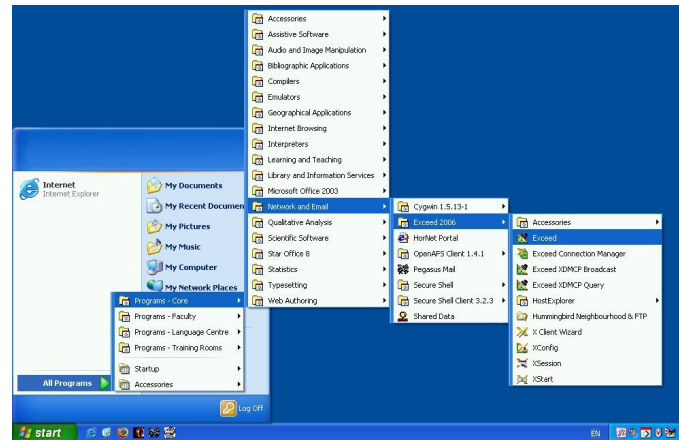 Accessories
Assistive Software
Audio and Image Manipulation
Bibliographic Applications
Compilers
Emulators
Geographical Applications
Internet Browsing
Interpreters
Learning and Teaching
Library and Information Services
Microsoft Office 2003
Network and Email
Qualitative Analysis
Scientific Software
Star Office 8
Statistics
Typesetting
Web Authoring
Cygwin 1.5.13-1
Exceed 2006
HorNet Portal
OpenAFS Client 1.4.1
Pegasus Mail
Secure Shell
Secure Shell Client 3.2.3
Shared Data
Accessories
Exceed
Exceed Connection Manager
Exceed XDMCP Broadcast
Exceed XDMCP Query
HostExplorer
Hummingbird Neighbourhood & FTP
X Client Wizard
XConfig
XSession
XStart
Internet
Internet Explorer
My Documents
My Recent Documen
My Pictures
My Music
My Computer
My Network Places
Programs - Core
Programs - Faculty
Programs - Language Centre
Programs - Training Rooms
Startup
Accessories
All Programs
Log Off
start
EN